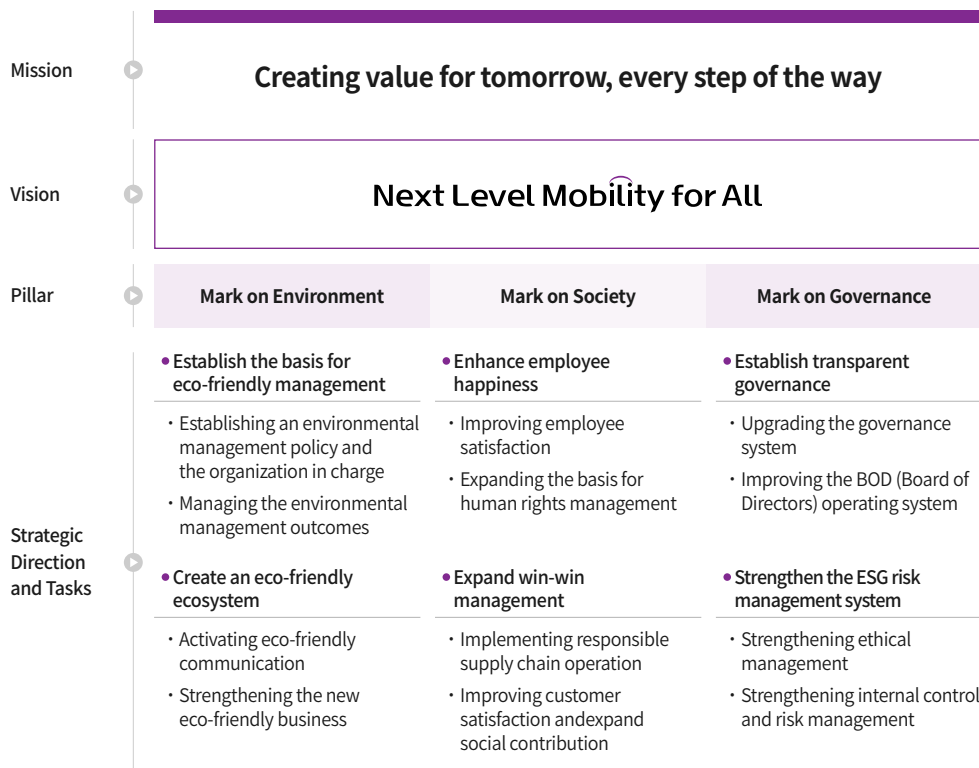 Mission
Creating value for tomorrow, every step of the way
Vision
Next Level Mobility for All
Pillar
Mark on Environment
Mark on Society
Mark on Governance
Strategic
Direction
and Tasks
• Establish the basis for
eco-friendly management
· Establishing an environmental
management policy and
the organization in charge
· Managing the environmental
management outcomes
• Create an eco-friendly
ecosystem
· Activating eco-friendly
communication
· Strengthening the new
eco-friendly business
• Enhance employee
happiness
· Improving employee
satisfaction
· Expanding the basis for
human rights management
• Expand win-win
management
· Implementing responsible
supply chain operation
· Improving customer
satisfaction andexpand
social contribution
• Establish transparent
governance
· Upgrading the governance
system
· Improving the BOD (Board of
Directors) operating system
• Strengthen the ESG risk
management system
· Strengthening ethical
management
· Strengthening internal control
and risk management